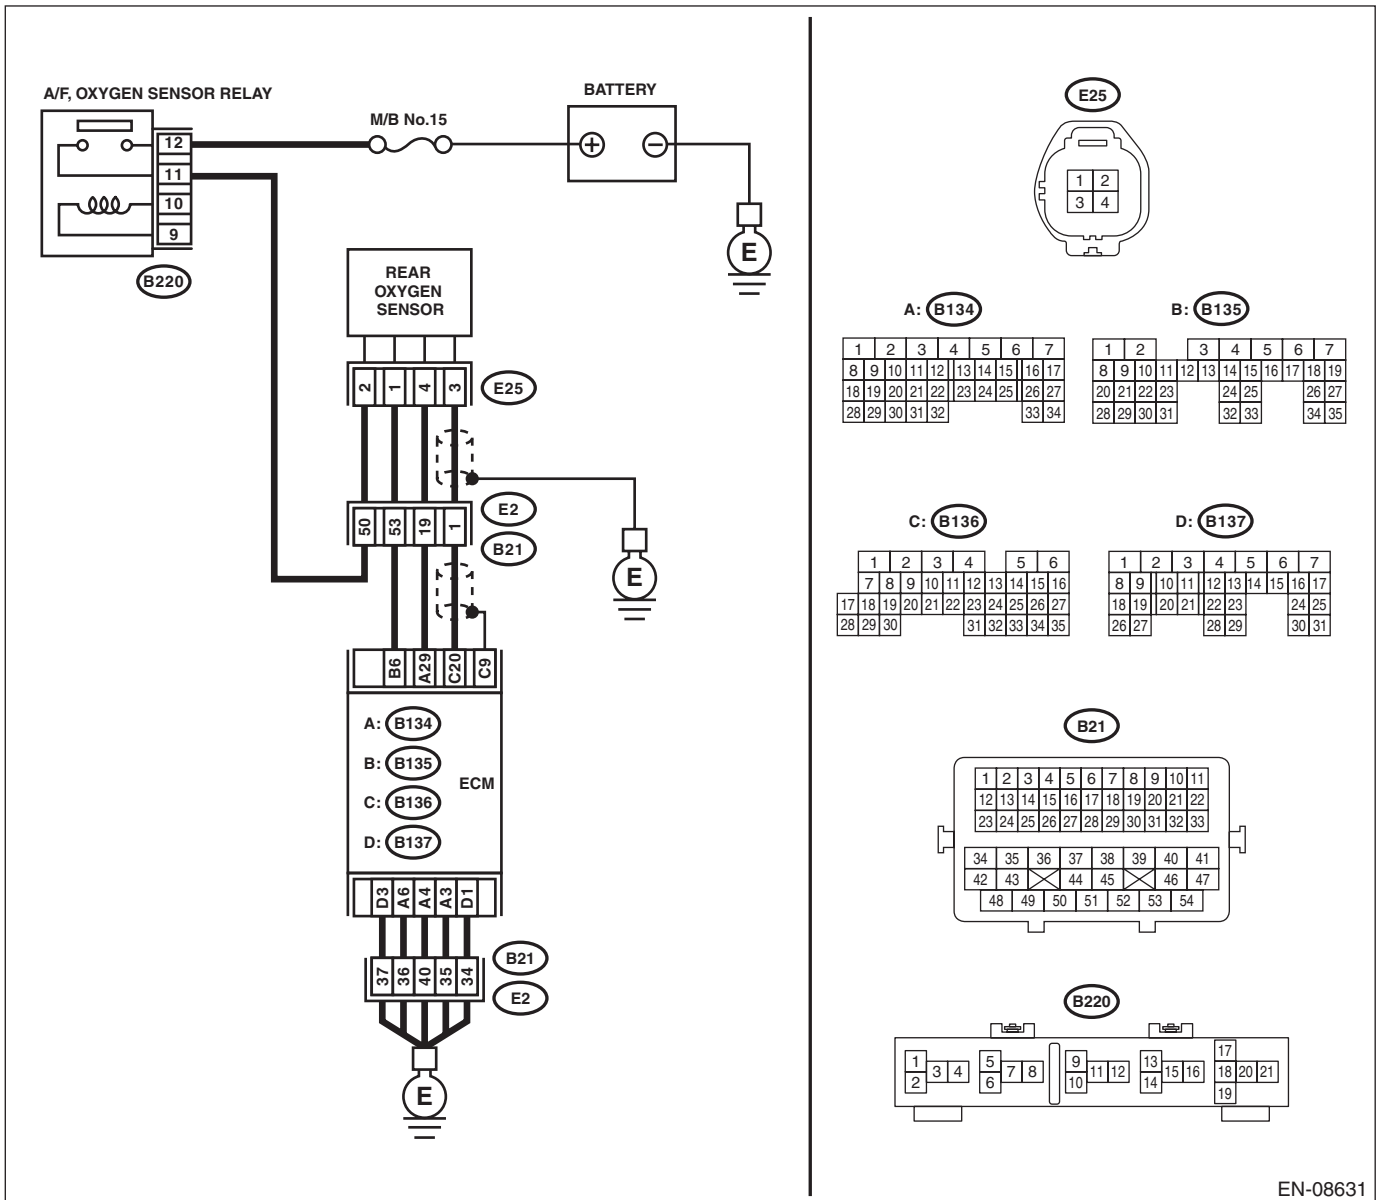 A/F, OXYGEN SENSOR RELAY
M/B No.15
BATTERY
12
11
10
9
B220
E
REAR
OXYGEN
SENSOR
2 1 4 3
E25
E2
50 53 19 1
B21
E
B6 A29 C20 C9
A: B134
B: B135
C: B136
D: B137
ECM
D3 A6 A4 A3 D1
B21
37 36 40 35 34
E2
E
E25
1 2
3 4
A: B134
1 2 3 4 5 6 7
8 9 10 11 12 13 14 15 16 17
18 19 20 21 22 23 24 25 26 27
28 29 30 31 32 33 34
B: B135
1 2 3 4 5 6 7
8 9 10 11 12 13 14 15 16 17 18 19
20 21 22 23 24 25 26 27
28 29 30 31 32 33 34 35
C: B136
1 2 3 4 5 6
7 8 9 10 11 12 13 14 15 16
17 18 19 20 21 22 23 24 25 26 27
28 29 30 31 32 33 34 35
D: B137
1 2 3 4 5 6 7
8 9 10 11 12 13 14 15 16 17
18 19 20 21 22 23 24 25
26 27 28 29 30 31
B21
1 2 3 4 5 6 7 8 9 10 11
12 13 14 15 16 17 18 19 20 21 22
23 24 25 26 27 28 29 30 31 32 33
34 35 36 37 38 39 40 41
42 43 44 45 46 47
48 49 50 51 52 53 54
B220
1 2 3 4
5 6 7 8
9 10 11 12
13 14 15 16
17 18 19 20 21
EN-08631